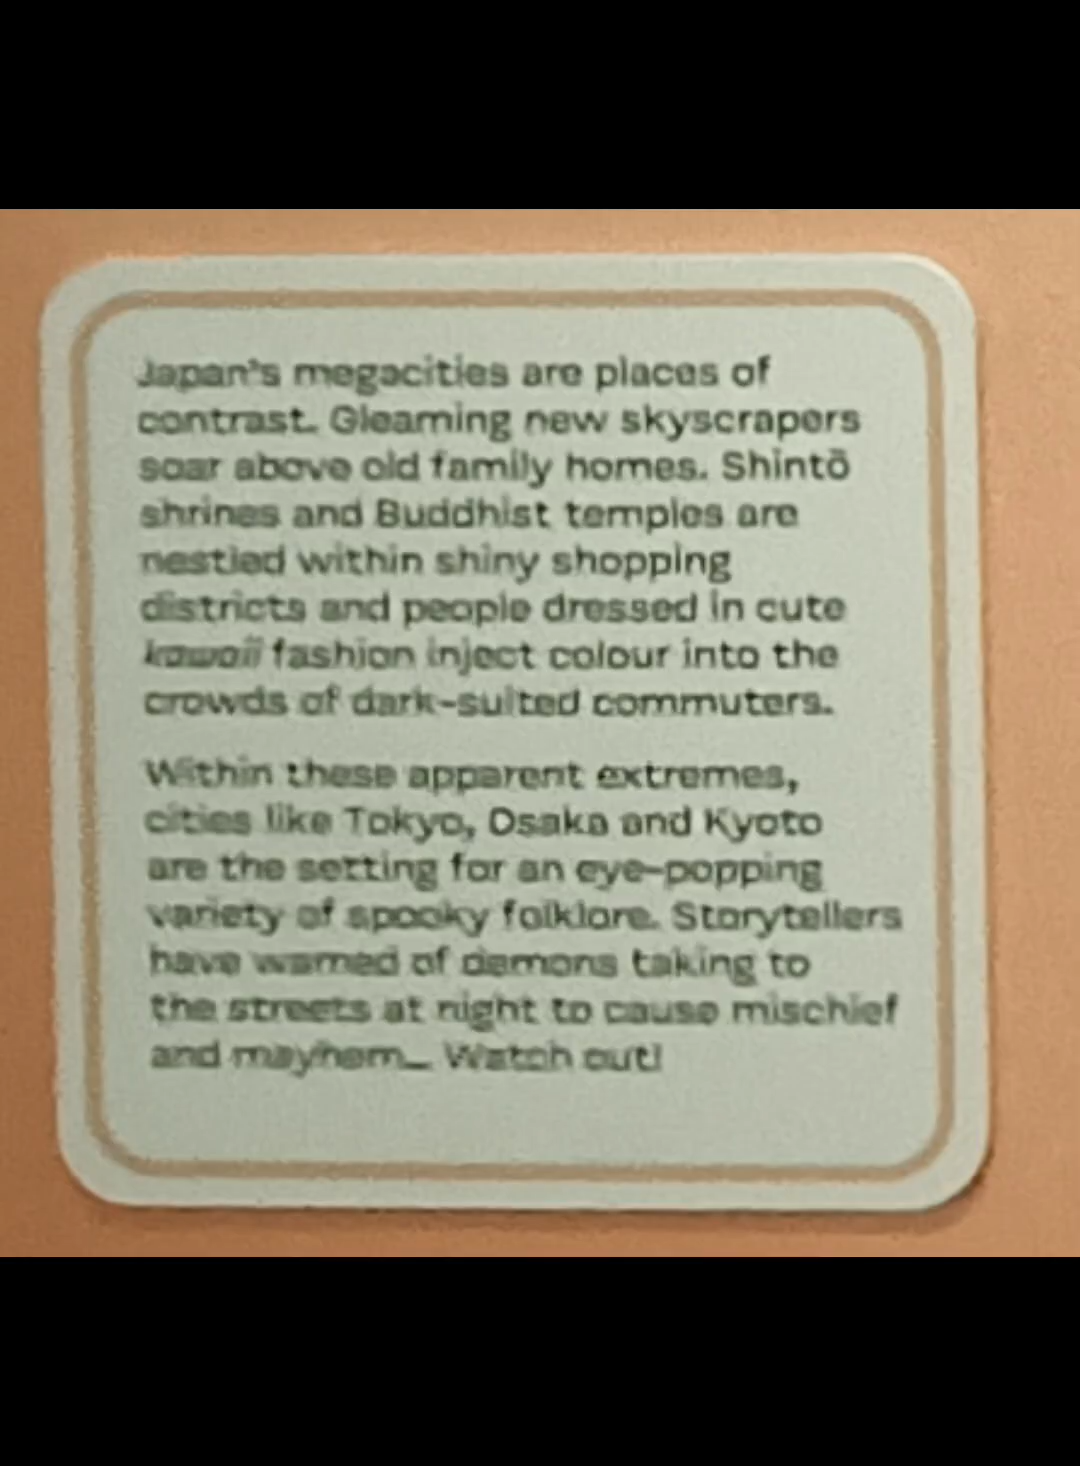 Japan's megacities are places of
contrast. Gleaming new skyscrapers
soar above old family homes. Shintō
shrines and Buddhist temples are
nestled within shiny shopping
districts and people dressed in cute
kawaii fashion inject colour into the
crowds of dark-suited commuters.
Within these apparent extremes,
cities like Tokyo, Osaka and Kyoto
are the setting for an eye-popping
variety of spooky folklore. Storytellers
have warned of demons taking to
the streets at night to cause mischief
and mayhem... Watch out!